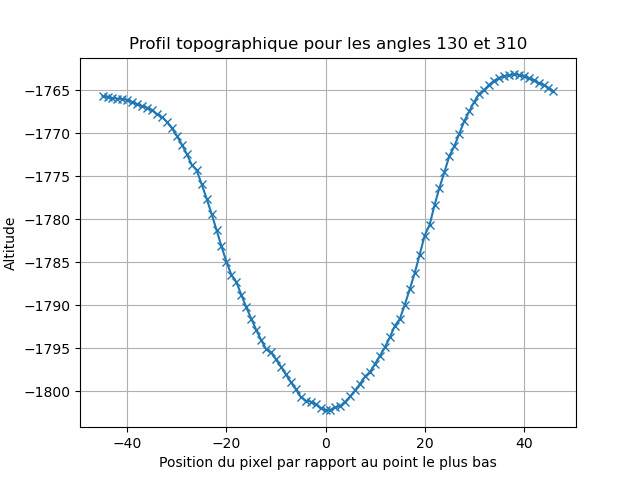 Profil topographique pour les angles 130 et 310
Altitude
−1765
−1770
−1775
−1780
−1785
−1790
−1795
−1800
−40 −20 0 20 40
Position du pixel par rapport au point le plus bas